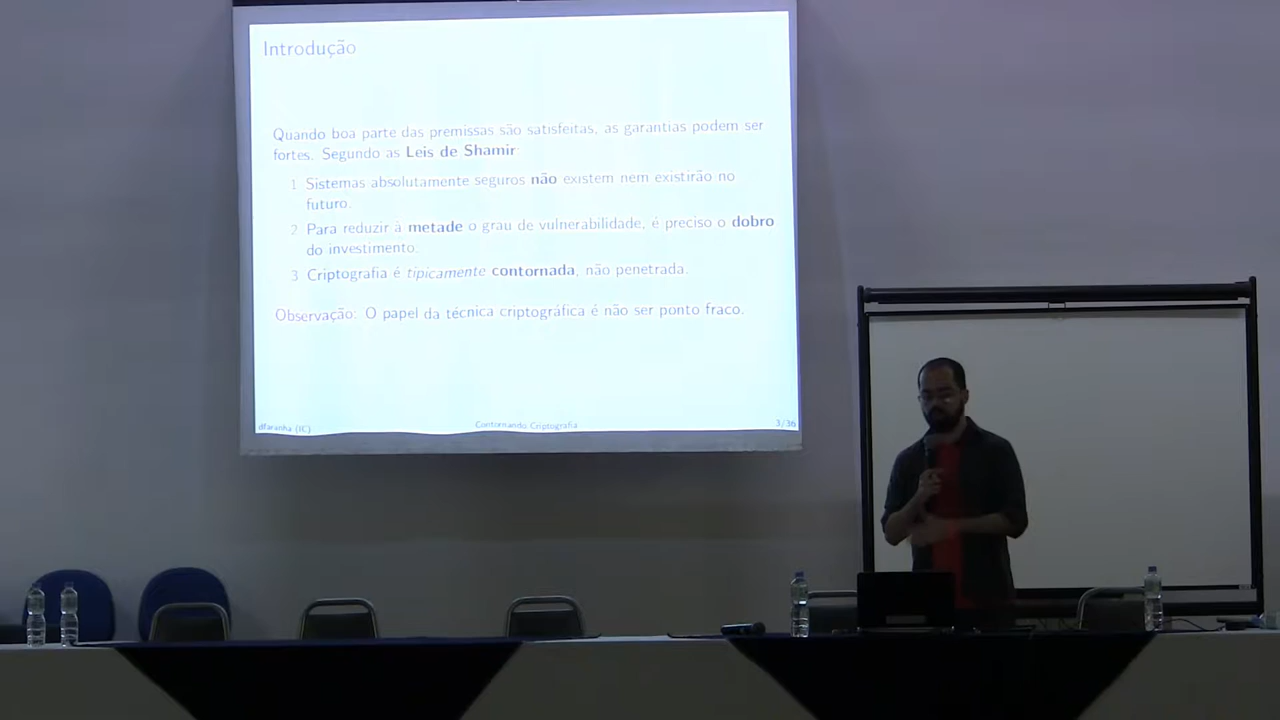 Introdução
Quando boa parte das premissas são satisfeitas, as garantias podem ser
fortes. Segundo as Leis de Shamir:
1 Sistemas absolutamente seguros não existem nem existirão no
futuro.
2 Para reduzir à metade o grau de vulnerabilidade, é preciso o dobro
do investimento.
3 Criptografia é tipicamente contornada, não penetrada.
Observação: O papel da técnica criptográfica é não ser ponto fraco.
dfaranha (IC)
Contornando Criptografia
3/36